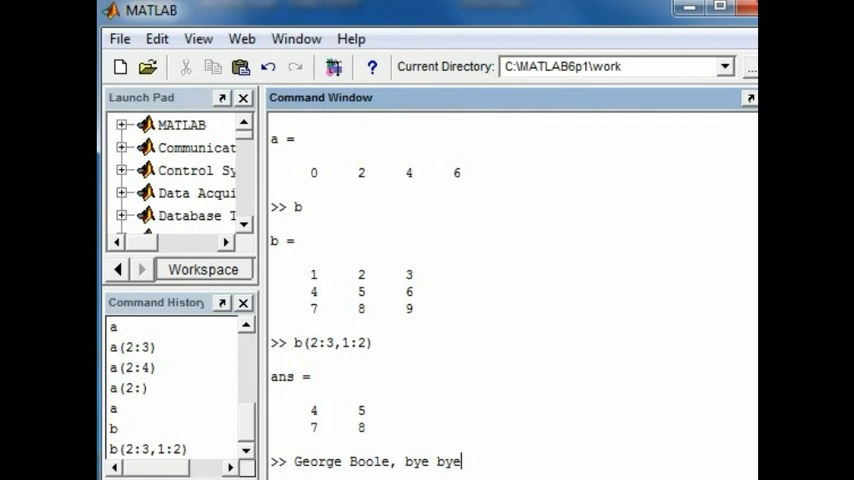 MATLAB
File Edit View Web Window Help
? Current Directory: C:\MATLAB6p1\work ...
Launch Pad
Command Window
MATLAB
Communicat
Control Sy
Data Acqui
Database T
Workspace
Command History
a
a(2:3)
a(2:4)
a(2:)
a
b
b(2:3,1:2)
a =
0 2 4 6
>> b
b =
1 2 3
4 5 6
7 8 9
>> b(2:3,1:2)
ans =
4 5
7 8
>> George Boole, bye bye